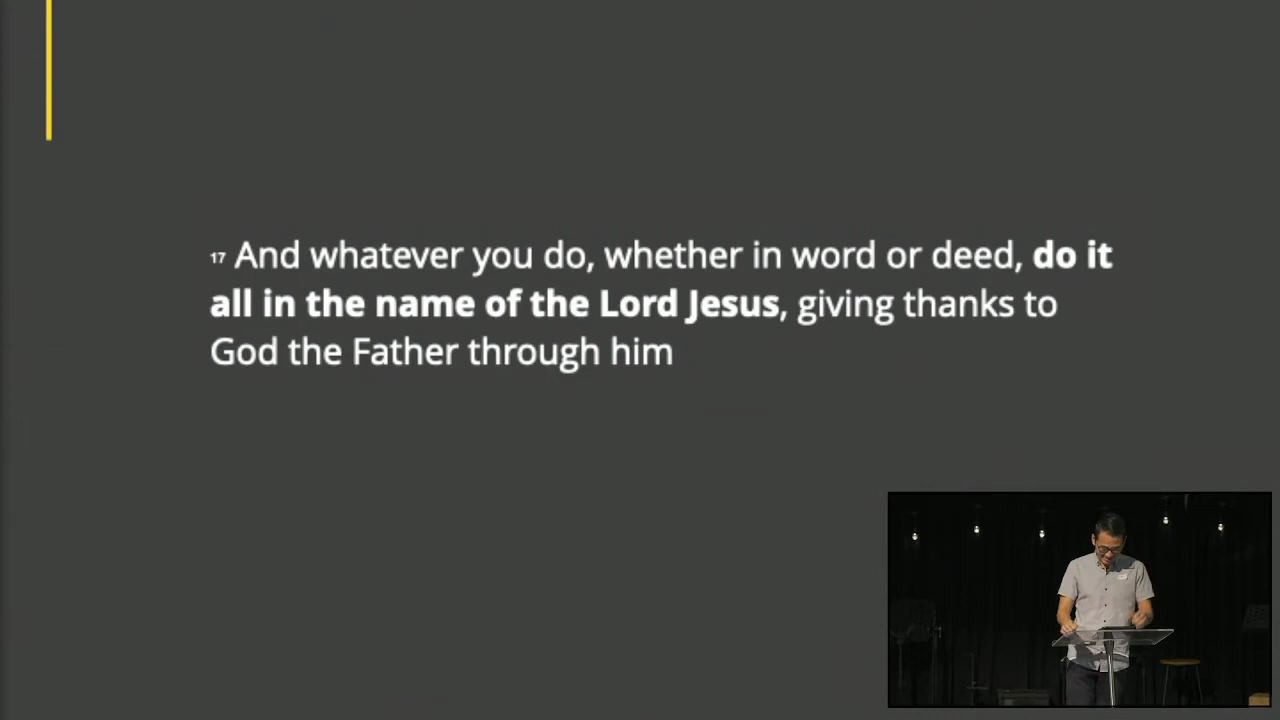 17 And whatever you do, whether in word or deed, do it
all in the name of the Lord Jesus, giving thanks to
God the Father through him